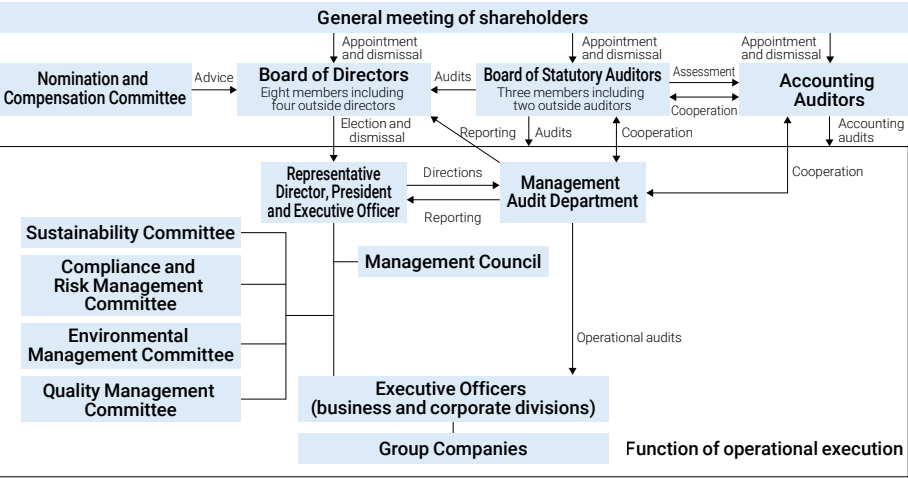 General meeting of shareholders
Appointment
and dismissal
Appointment
and dismissal
Appointment
and dismissal
Nomination and
Compensation Committee
Advice
Board of Directors
Eight members including
four outside directors
Audits
Board of Statutory Auditors
Three members including
two outside auditors
Assessment
Cooperation
Accounting
Auditors
Election and
dismissal
Reporting
Audits
Cooperation
Accounting
audits
Representative
Director, President
and Executive Officer
Directions
Reporting
Management
Audit Department
Cooperation
Sustainability Committee
Compliance and
Risk Management
Committee
Environmental
Management Committee
Quality Management
Committee
Management Council
Operational audits
Executive Officers
(business and corporate divisions)
Group Companies
Function of operational execution